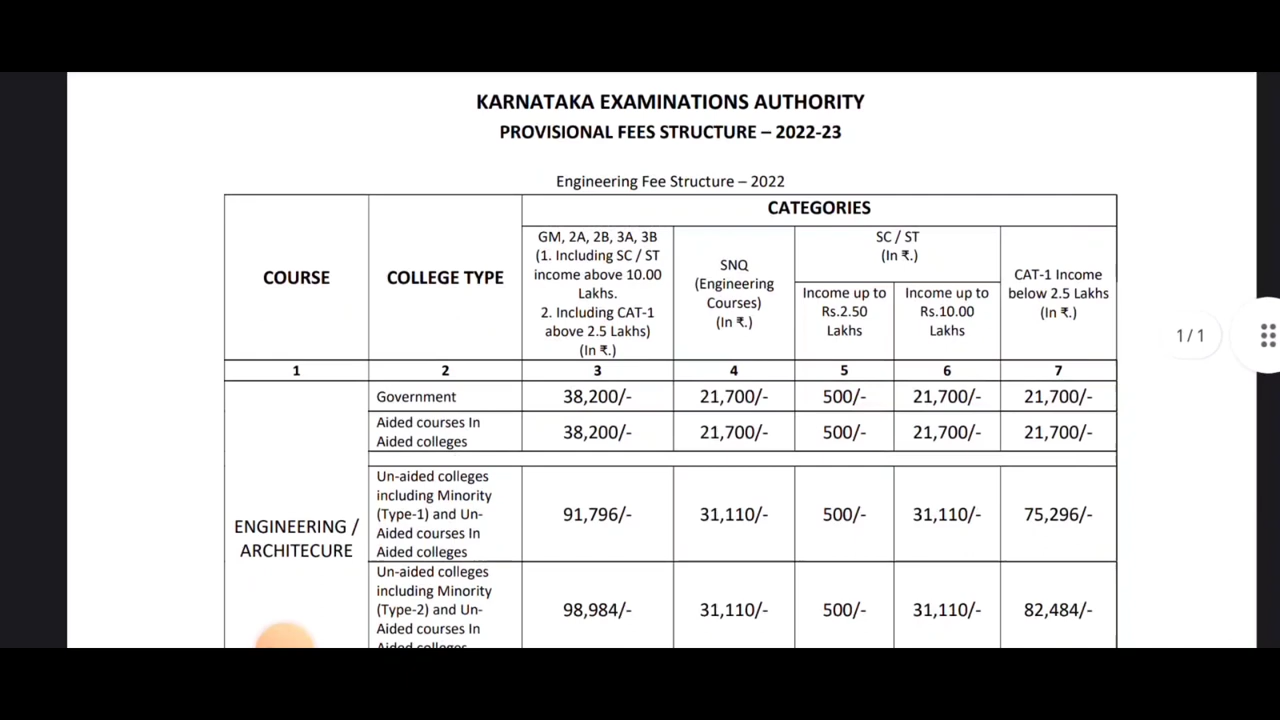 KARNATAKA EXAMINATIONS AUTHORITY
PROVISIONAL FEES STRUCTURE – 2022-23
Engineering Fee Structure – 2022
COURSE
COLLEGE TYPE
CATEGORIES
GM, 2A, 2B, 3A, 3B
(1. Including SC / ST
income above 10.00
Lakhs.
2. Including CAT-1
above 2.5 Lakhs)
(In ₹.)
SNQ
(Engineering
Courses)
(In ₹.)
SC / ST
(In ₹.)
Income up to
Rs.2.50
Lakhs
Income up to
Rs.10.00
Lakhs
CAT-1 Income
below 2.5 Lakhs
(In ₹.)
1 2 3 4 5 6 7
ENGINEERING /
ARCHITECURE
Government 38,200/- 21,700/- 500/- 21,700/- 21,700/-
Aided courses In
Aided colleges
38,200/- 21,700/- 500/- 21,700/- 21,700/-
Un-aided colleges
including Minority
(Type-1) and Un-
Aided courses In
Aided colleges
91,796/- 31,110/- 500/- 31,110/- 75,296/-
Un-aided colleges
including Minority
(Type-2) and Un-
Aided courses In
Aided colleges
98,984/- 31,110/- 500/- 31,110/- 82,484/-
1 / 1